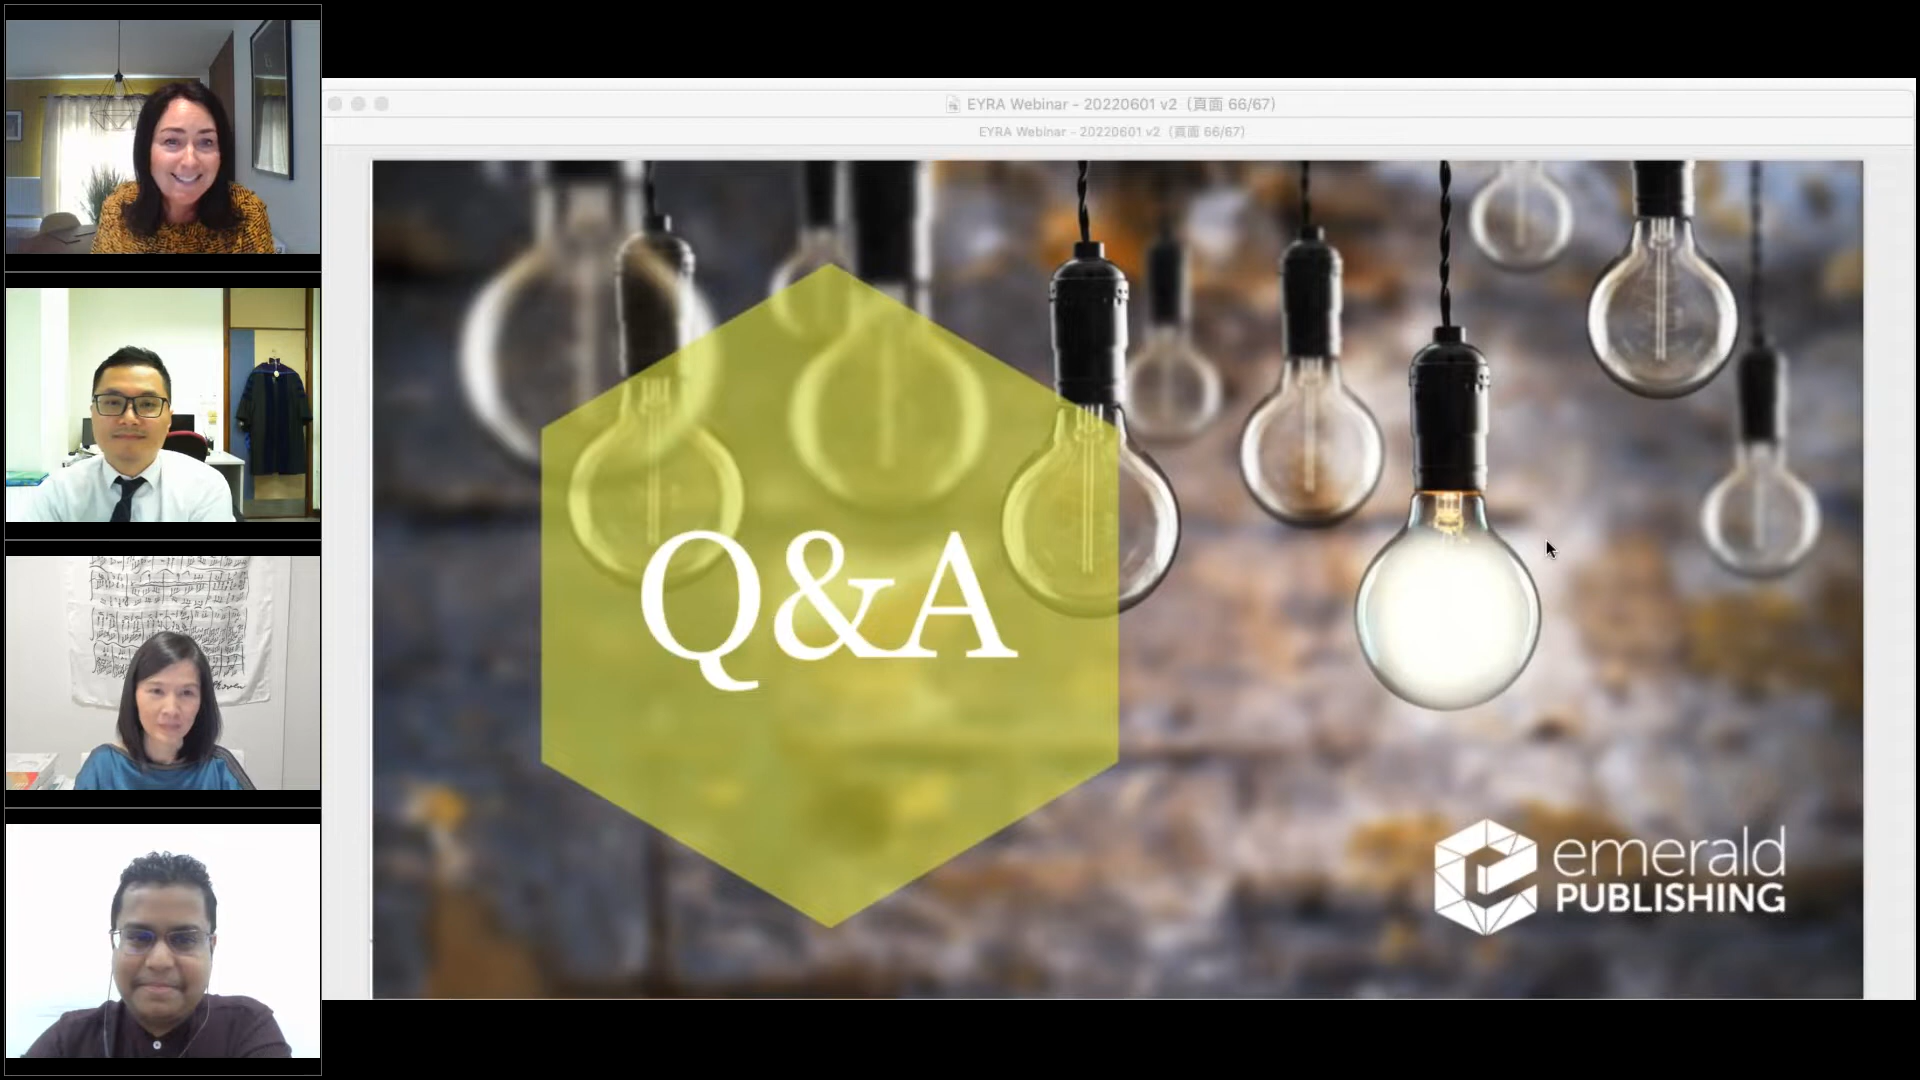 EYRA Webinar - 20220601 v2（頁面 66/67)
EYRA Webinar - 20220601 v2（頁面 66/67)
Q&A
emerald
PUBLISHING